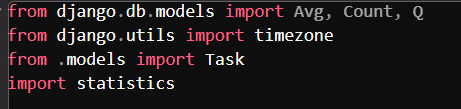 from django.db.models import Avg, Count, Q
from django.utils import timezone
from .models import Task
import statistics